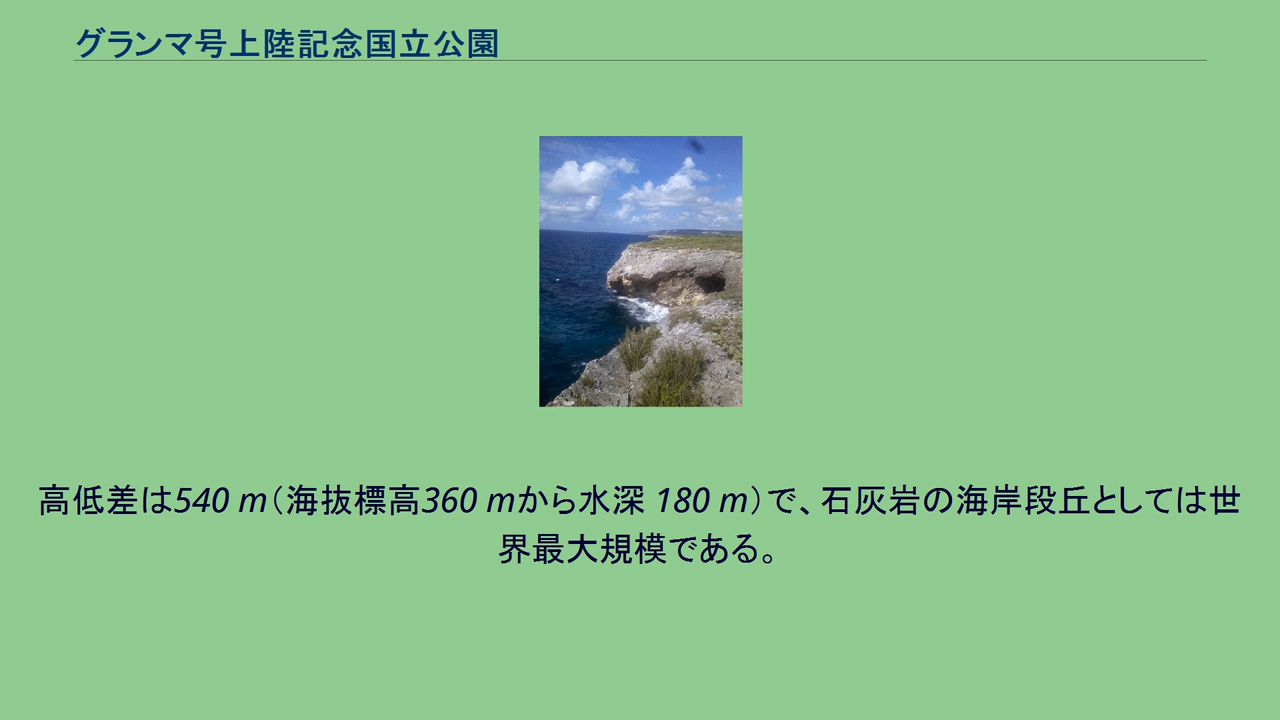 グランマ号上陸記念国立公園
高低差は540 m（海抜標高360 mから水深 180 m）で、石灰岩の海岸段丘としては世
界最大規模である。